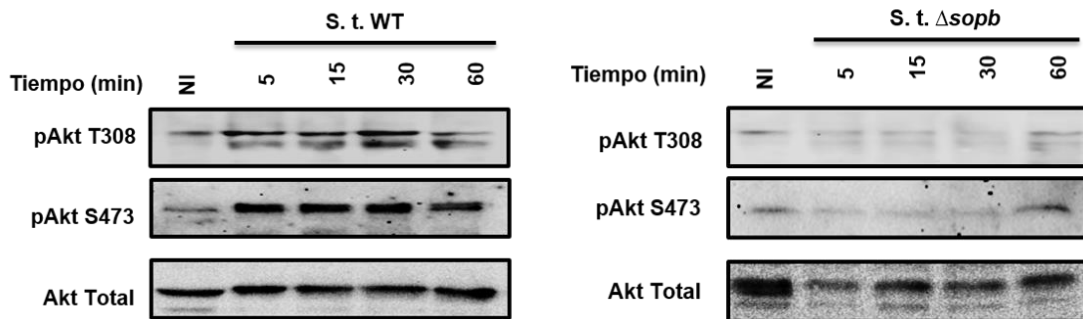 S. t. WT
Tiempo (min) NI 5 15 30 60
pAkt T308
pAkt S473
Akt Total
S. t. Δsopb
Tiempo (min) NI 5 15 30 60
pAkt T308
pAkt S473
Akt Total